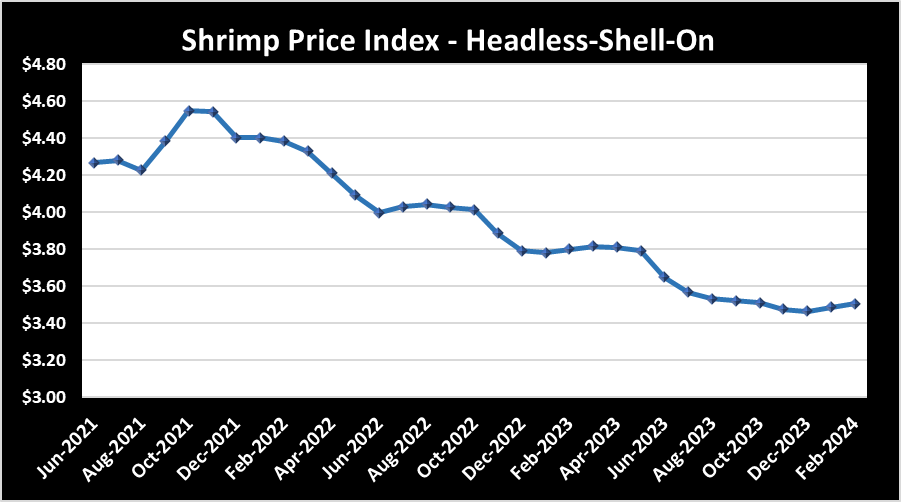 Shrimp Price Index - Headless-Shell-On
$4.80
$4.60
$4.40
$4.20
$4.00
$3.80
$3.60
$3.40
$3.20
$3.00
Jun-2021
Aug-2021
Oct-2021
Dec-2021
Feb-2022
Apr-2022
Jun-2022
Aug-2022
Oct-2022
Dec-2022
Feb-2023
Apr-2023
Jun-2023
Aug-2023
Oct-2023
Dec-2023
Feb-2024